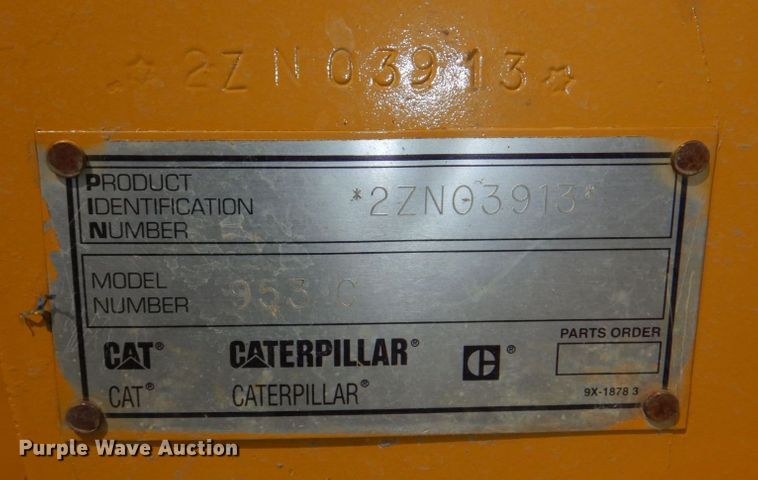 ☆2ZN03913☆
PRODUCT
IDENTIFICATION
NUMBER
*2ZN03913*
MODEL
NUMBER
953 C
CAT®
CATERPILLAR®
®
PARTS ORDER
CAT®
CATERPILLAR®
9X-1878 3
Purple Wave Auction